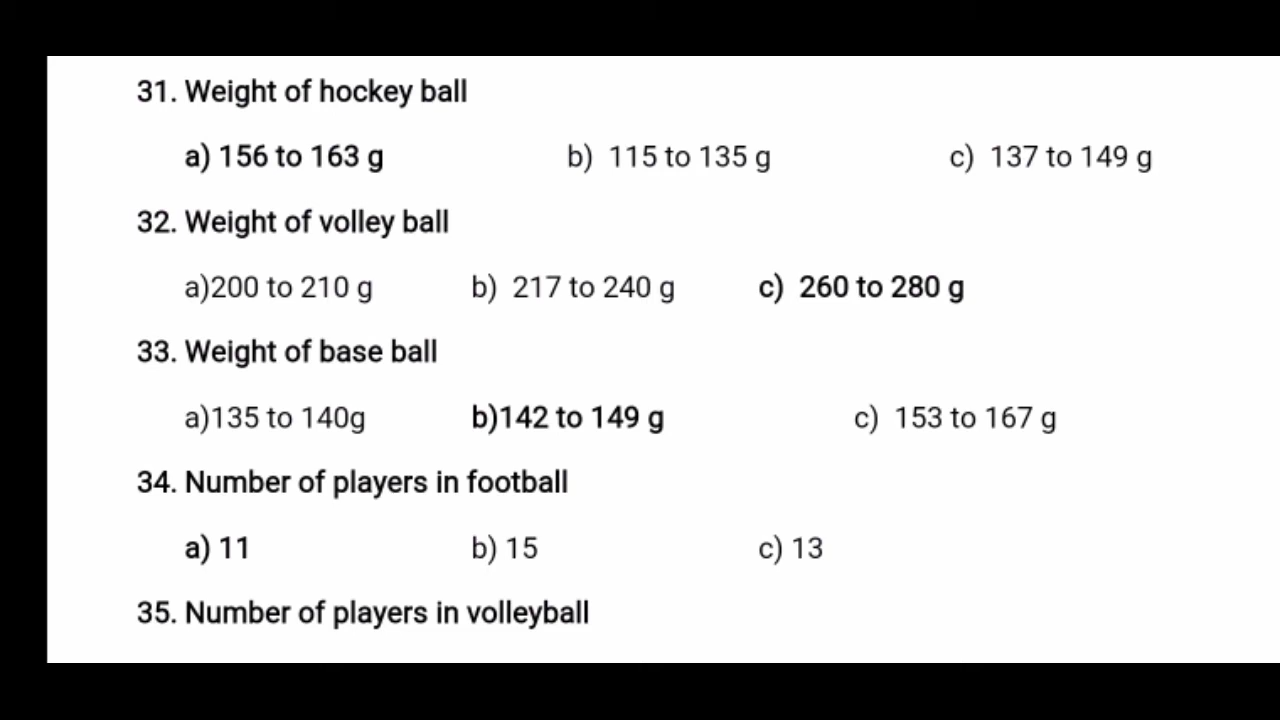 31. Weight of hockey ball
a) 156 to 163 g b) 115 to 135 g c) 137 to 149 g
32. Weight of volley ball
a)200 to 210 g b) 217 to 240 g c) 260 to 280 g
33. Weight of base ball
a)135 to 140g b)142 to 149 g c) 153 to 167 g
34. Number of players in football
a) 11 b) 15 c) 13
35. Number of players in volleyball